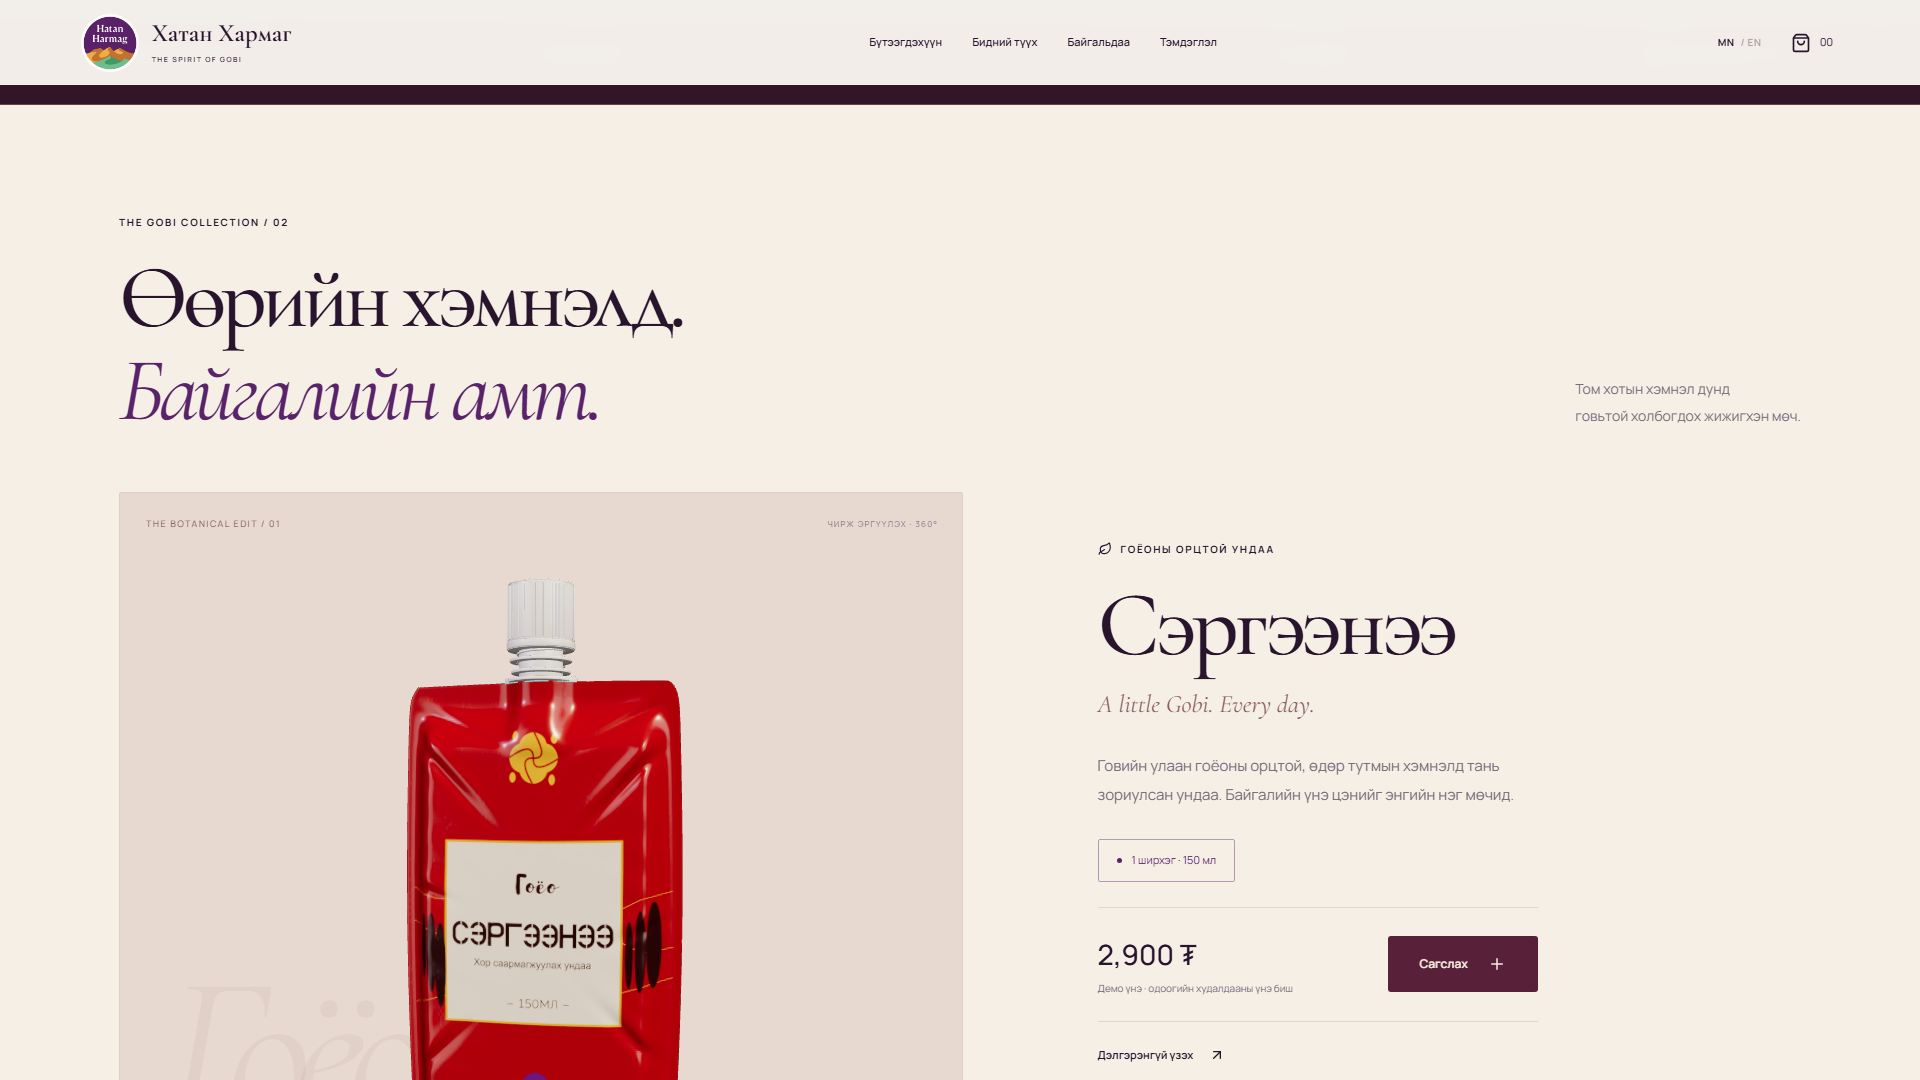 Hatan
Harmag
Хатан Хармаг
THE SPIRIT OF GOBI
Бүтээгдэхүүн
Бидний түүх
Байгальдаа
Тэмдэглэл
MN / EN
00
THE GOBI COLLECTION / 02
Өөрийн хэмнэлд.
Байгалийн амт.
Том хотын хэмнэл дунд
говьтой холбогдох жижигхэн мөч.
THE BOTANICAL EDIT / 01
ЧИРЖ ЭРГҮҮЛЭХ · 360°
Гоёо
СЭРГЭЭНЭЭ
Хор саармагжуулах ундаа
– 150МЛ –
Гоёо
ГОЁОНЫ ОРЦТОЙ УНДАА
Сэргээнээ
A little Gobi. Every day.
Говийн улаан гоёоны орцтой, өдөр тутмын хэмнэлд тань
зориулсан ундаа. Байгалийн үнэ цэнийг энгийн нэг мөчид.
1 ширхэг · 150 мл
2,900 ₮
Демо үнэ · одоогийн худалдааны үнэ биш
Сагслах
Дэлгэрэнгүй үзэх